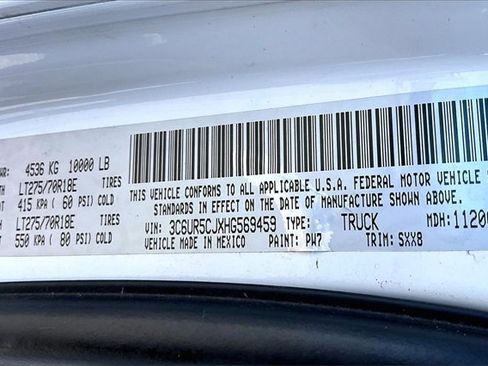 WR: 4536 KG 10000 LB
LT275/70R18E TIRES
415 KPA ( 60 PSI) COLD
LT275/70R18E TIRES
550 KPA ( 80 PSI) COLD
THIS VEHICLE CONFORMS TO ALL APPLICABLE U.S.A. FEDERAL MOTOR VEHICLE
STANDARDS IN EFFECT ON THE DATE OF MANUFACTURE SHOWN ABOVE.
VIN: 3C6UR5CJXHG569459 TYPE: TRUCK MDH: 11200
VEHICLE MADE IN MEXICO PAINT: PW7 TRIM: SXX8